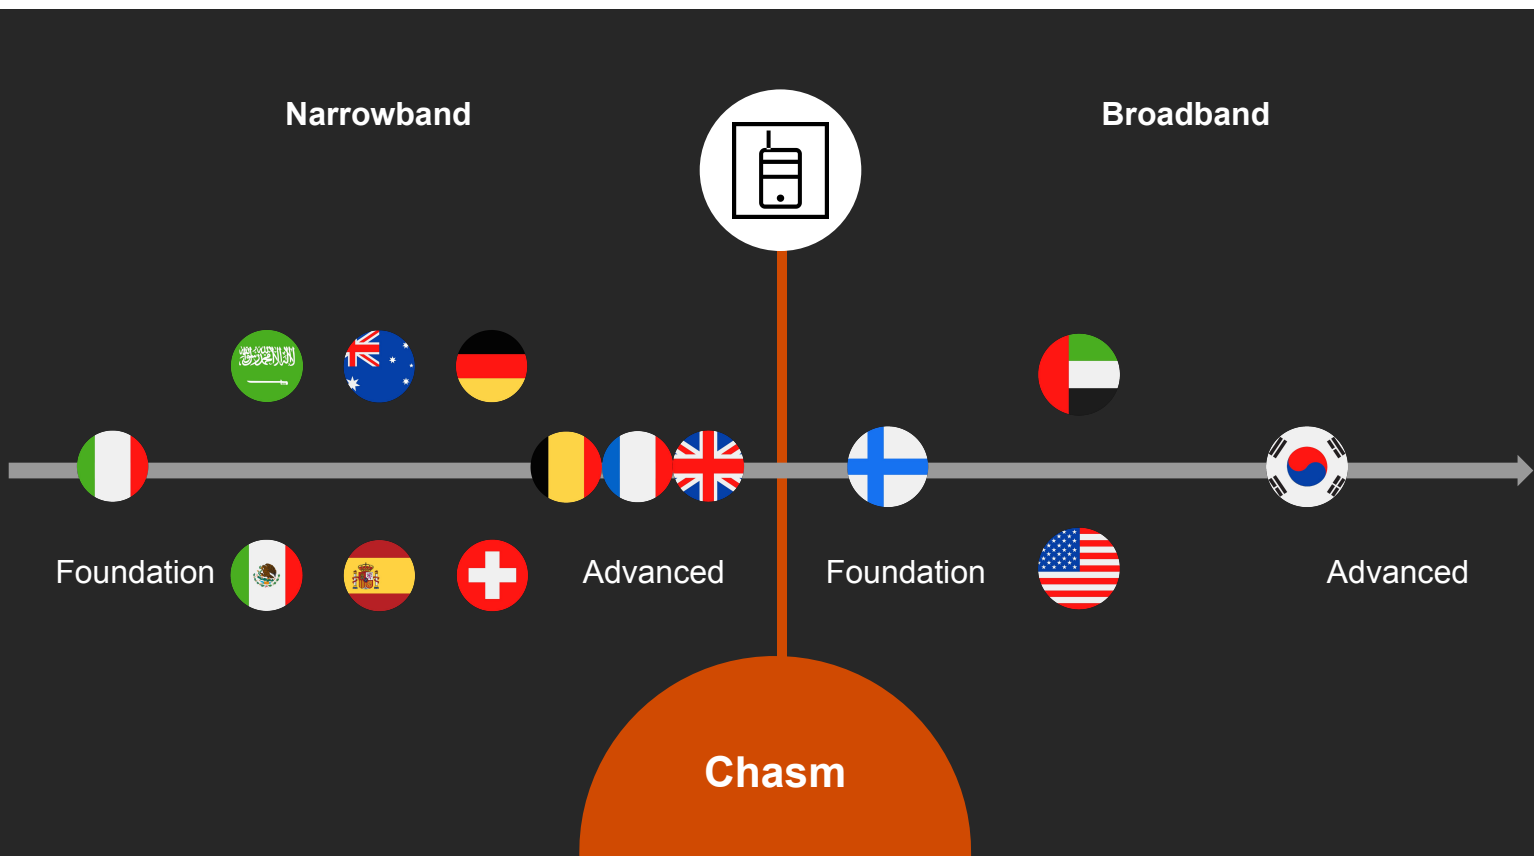 Narrowband
Broadband
Foundation
Advanced
Foundation
Advanced
Chasm